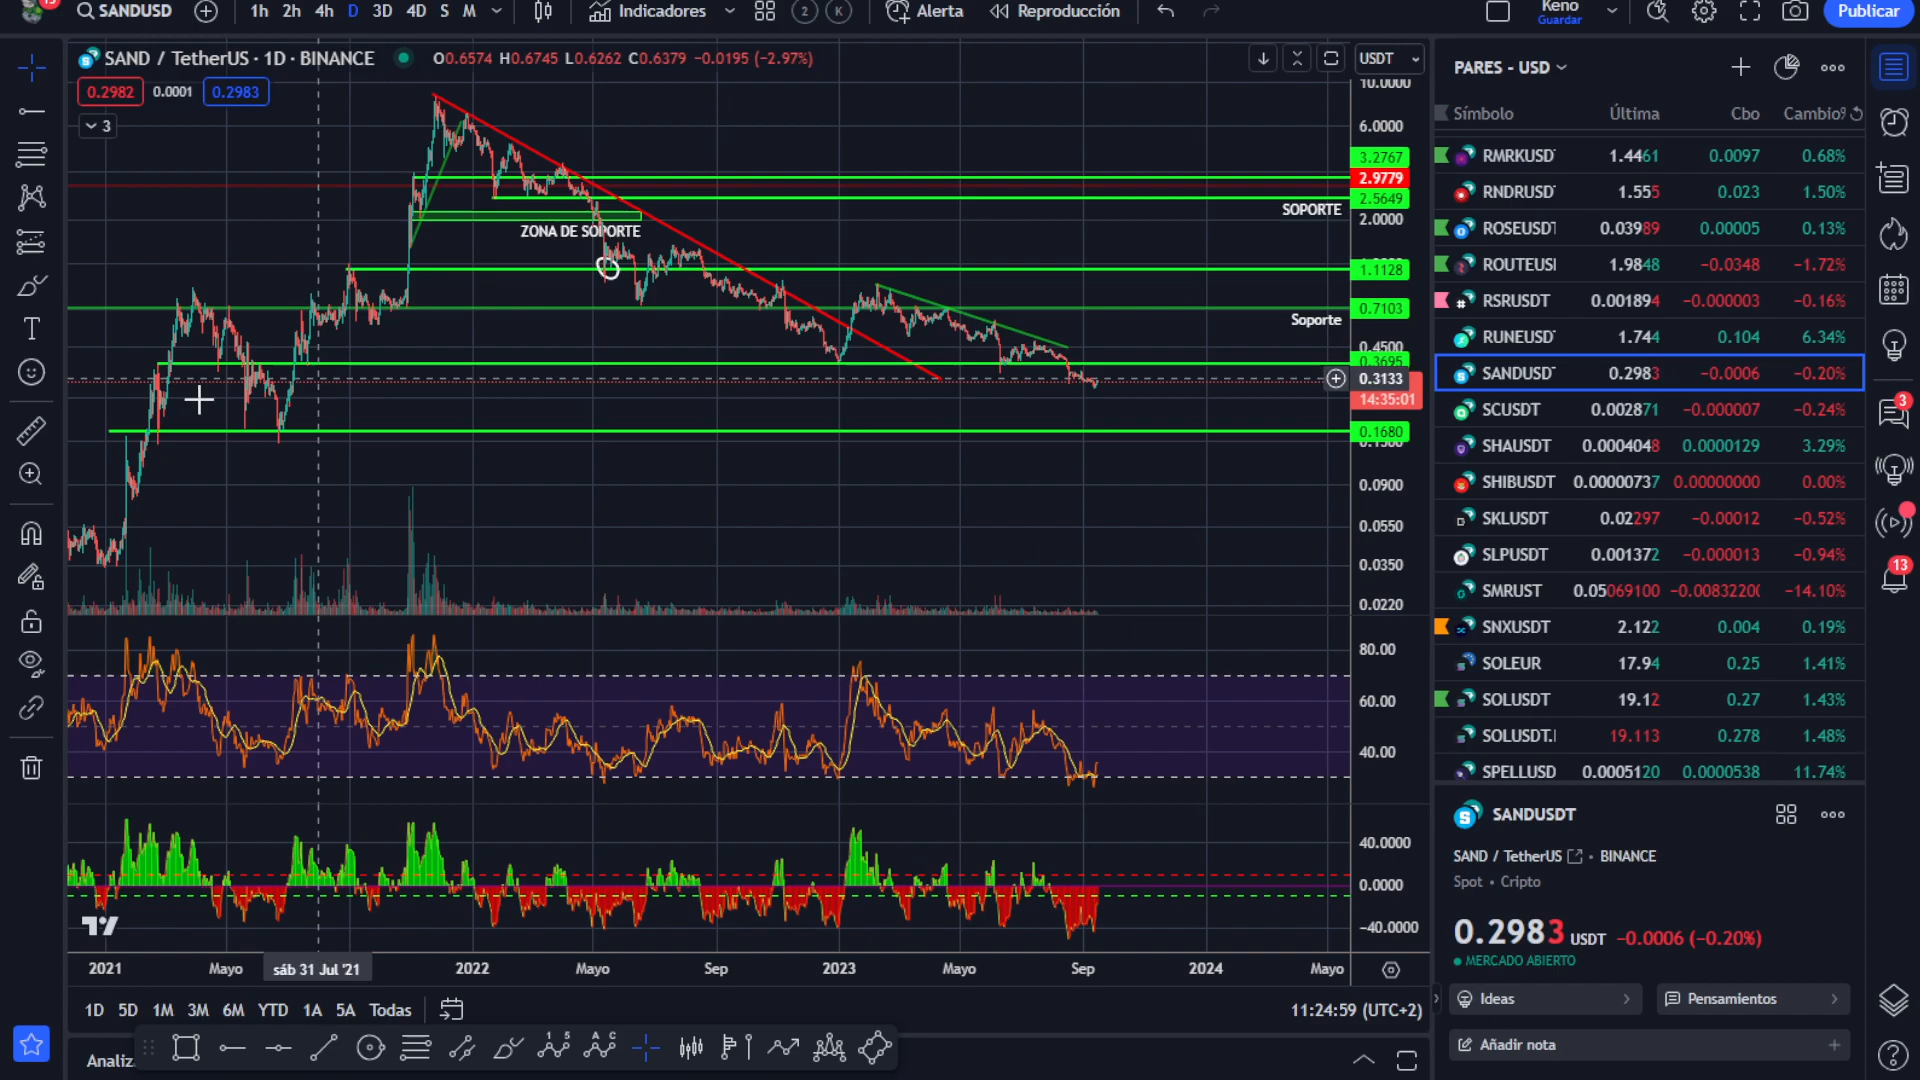 SANDUSD
1h 2h 4h D 3D 4D S M
Indicadores
2 K
Alerta
Reproducción
Keno
Guardar
Publicar
SAND / TetherUS · 1D · BINANCE
O0.6574 H0.6745 L0.6262 C0.6379 −0.0195 (−2.97%)
0.2982 0.0001 0.2983
3
USDT
10.0000
6.0000
3.2767
2.9779
2.5649
SOPORTE
2.0000
ZONA DE SOPORTE
1.1128
0.7103
Soporte
0.4500
0.3695
0.3133
14:35:01
0.1680
0.1300
0.0900
0.0550
0.0350
0.0220
80.00
60.00
40.00
40.0000
0.0000
−40.0000
2021 Mayo sáb 31 Jul '21 2022 Mayo Sep 2023 Mayo Sep 2024 Mayo
1D 5D 1M 3M 6M YTD 1A 5A Todas
11:24:59 (UTC+2)
Analiz
PARES - USD
Símbolo Última Cbo Cambio%
RMRKUSD 1.4461 0.0097 0.68%
RNDRUSD 1.555 0.023 1.50%
ROSEUSDT 0.03989 0.00005 0.13%
ROUTEUSI 1.9848 −0.0348 −1.72%
RSRUSDT 0.001894 −0.000003 −0.16%
RUNEUSDT 1.744 0.104 6.34%
SANDUSDT 0.2983 −0.0006 −0.20%
SCUSDT 0.002871 −0.000007 −0.24%
SHAUSDT 0.0004048 0.0000129 3.29%
SHIBUSDT 0.00000737 0.00000000 0.00%
SKLUSDT 0.02297 −0.00012 −0.52%
SLPUSDT 0.001372 −0.000013 −0.94%
SMRUST 0.05069100 −0.00832200 −14.10%
SNXUSDT 2.122 0.004 0.19%
SOLEUR 17.94 0.25 1.41%
SOLUSDT 19.12 0.27 1.43%
SOLUSDT.I 19.113 0.278 1.48%
SPELLUSD 0.0005120 0.0000538 11.74%
SANDUSDT
SAND / TetherUS · BINANCE
Spot · Cripto
0.2983 USDT −0.0006 (−0.20%)
MERCADO ABIERTO
Ideas
Pensamientos
Añadir nota
3
13